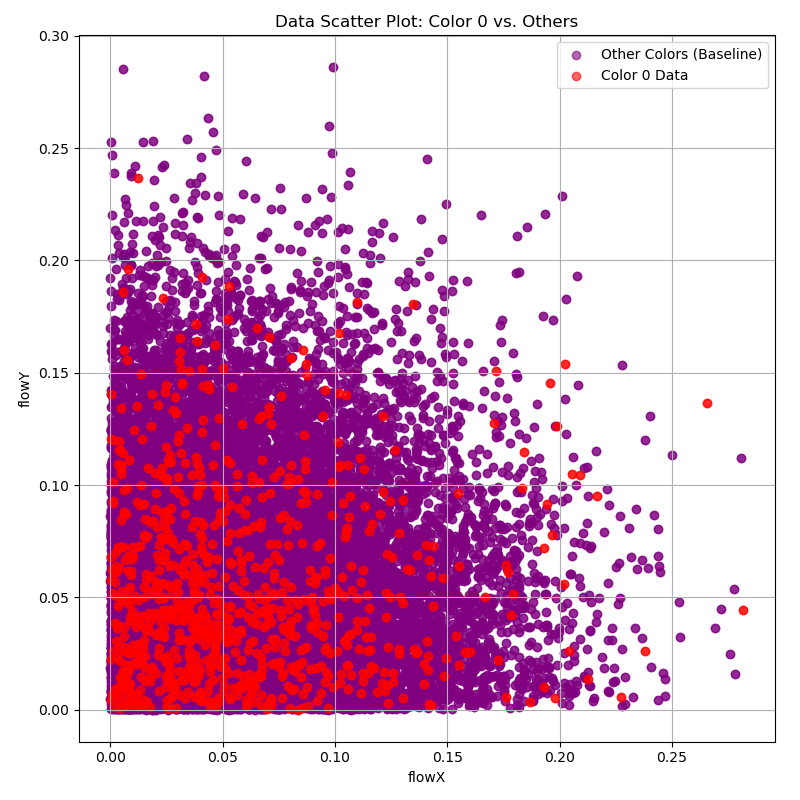 Data Scatter Plot: Color 0 vs. Others
Other Colors (Baseline)
Color 0 Data
flowY
0.30
0.25
0.20
0.15
0.10
0.05
0.00
0.00 0.05 0.10 0.15 0.20 0.25
flowX